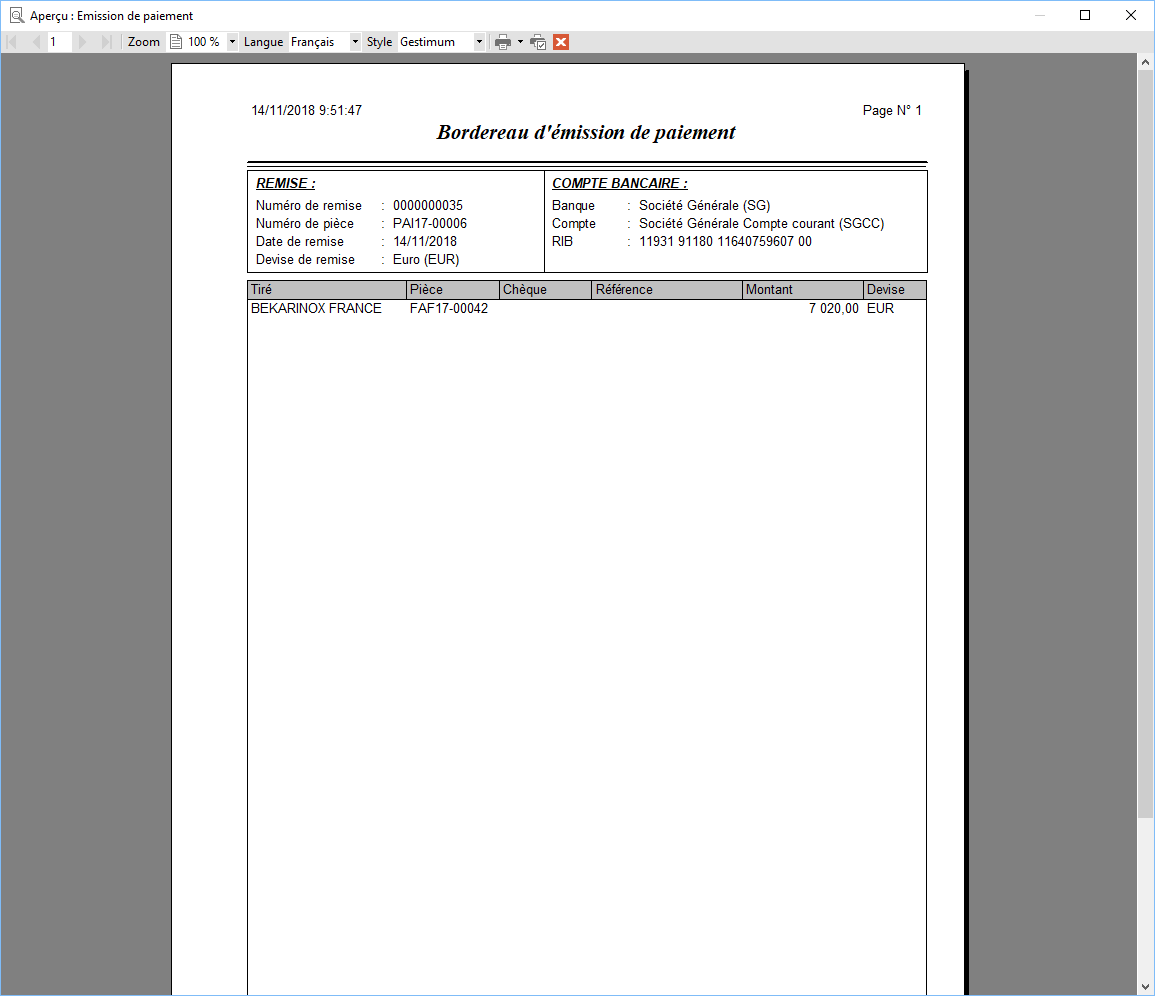 Aperçu : Emission de paiement
1 Zoom 100 % Langue Français Style Gestimum
14/11/2018 9:51:47 Page N° 1
Bordereau d'émission de paiement
REMISE : COMPTE BANCAIRE :
Numéro de remise : 0000000035 Banque : Société Générale (SG)
Numéro de pièce : PAI17-00006 Compte : Société Générale Compte courant (SGCC)
Date de remise : 14/11/2018 RIB : 11931 91180 11640759607 00
Devise de remise : Euro (EUR)
Tiré Pièce Chèque Référence Montant Devise
BEKARINOX FRANCE FAF17-00042 7 020,00 EUR